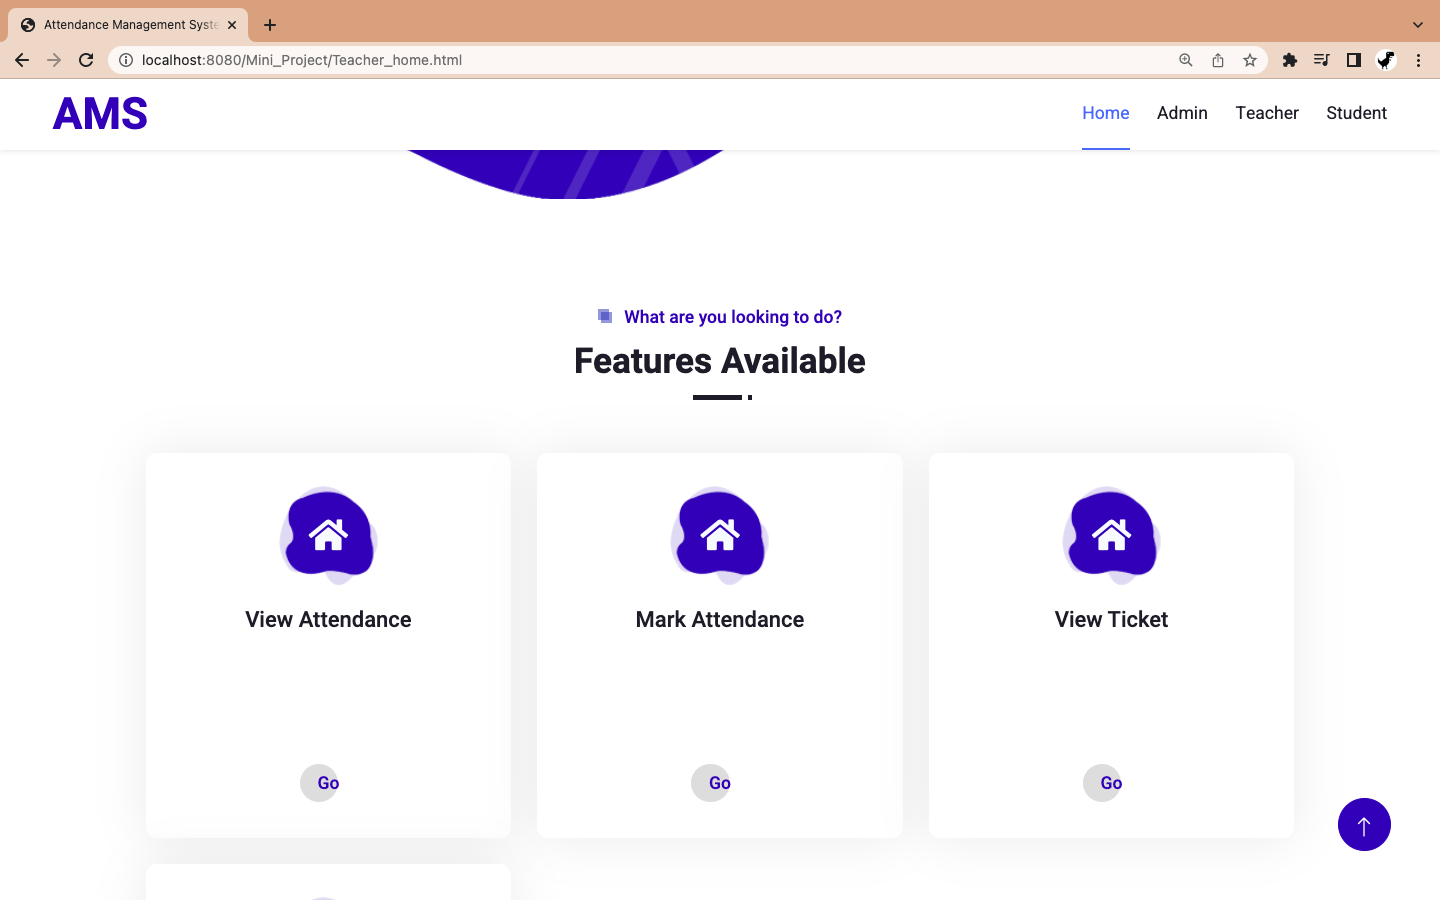 Attendance Management Syste
localhost:8080/Mini_Project/Teacher_home.html
AMS
Home
Admin
Teacher
Student
What are you looking to do?
Features Available
View Attendance
Mark Attendance
View Ticket
Go
Go
Go